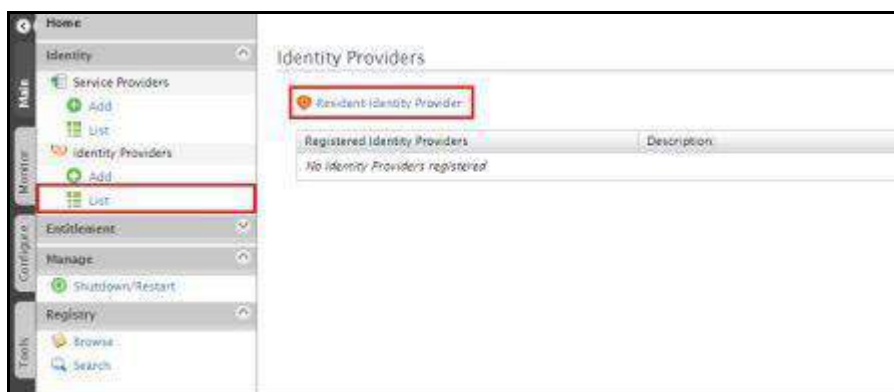 Home
Identity
Service Providers
Add
List
Identity Providers
Add
List
Entitlement
Manage
Shutdown/Restart
Registry
Browse
Search
Main
Monitor
Configure
Tools
Identity Providers
Resident Identity Provider
Registered Identity Providers Description
No Identity Providers registered